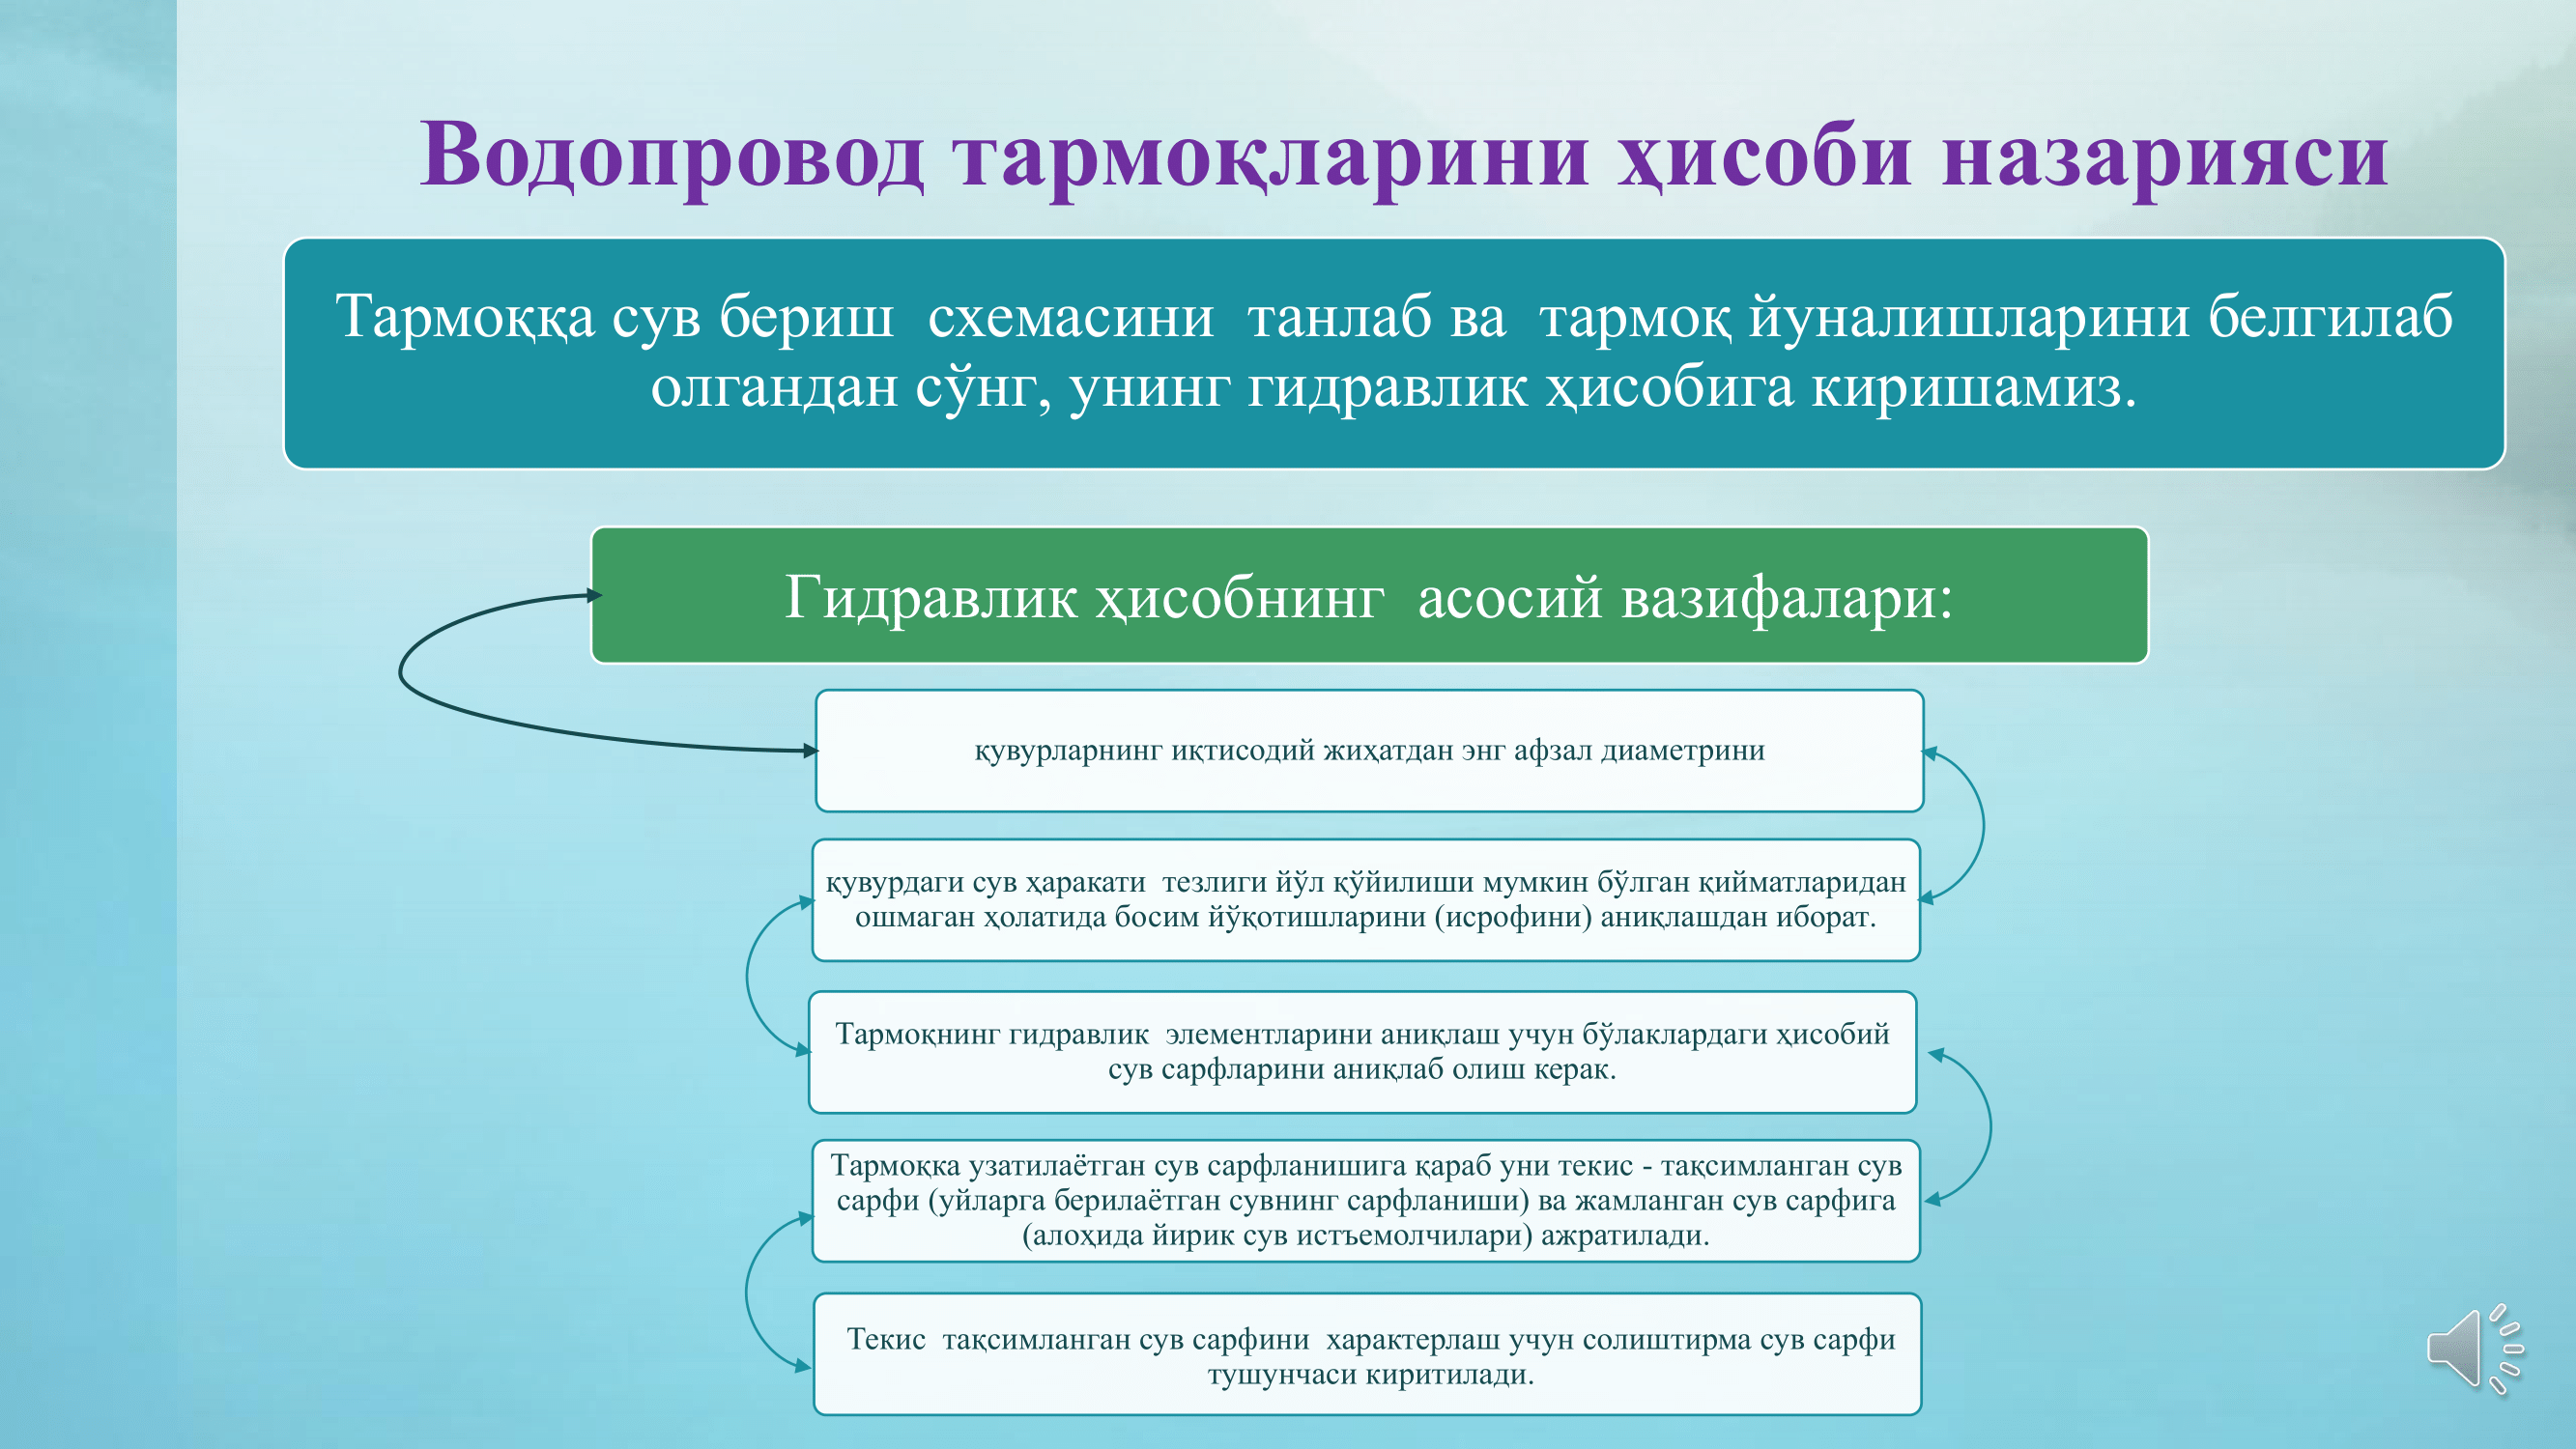 Водопровод тармоқларини ҳисоби назарияси
Тармоққа сув бериш схемасини танлаб ва тармоқ йуналишларини белгилаб
олгандан сўнг, унинг гидравлик ҳисобига киришамиз.
Гидравлик ҳисобнинг асосий вазифалари:
қувурларнинг иқтисодий жиҳатдан энг афзал диаметрини
қувурдаги сув ҳаракати тезлиги йўл қўйилиши мумкин бўлган қийматларидан
ошмаган ҳолатида босим йўқотишларини (исрофини) аниқлашдан иборат.
Тармоқнинг гидравлик элементларини аниқлаш учун бўлаклардаги ҳисобий
сув сарфларини аниқлаб олиш керак.
Тармоқка узатилаётган сув сарфланишига қараб уни текис - тақсимланган сув
сарфи (уйларга берилаётган сувнинг сарфланиши) ва жамланган сув сарфига
(алоҳида йирик сув истъемолчилари) ажратилади.
Текис тақсимланган сув сарфини характерлаш учун солиштирма сув сарфи
тушунчаси киритилади.